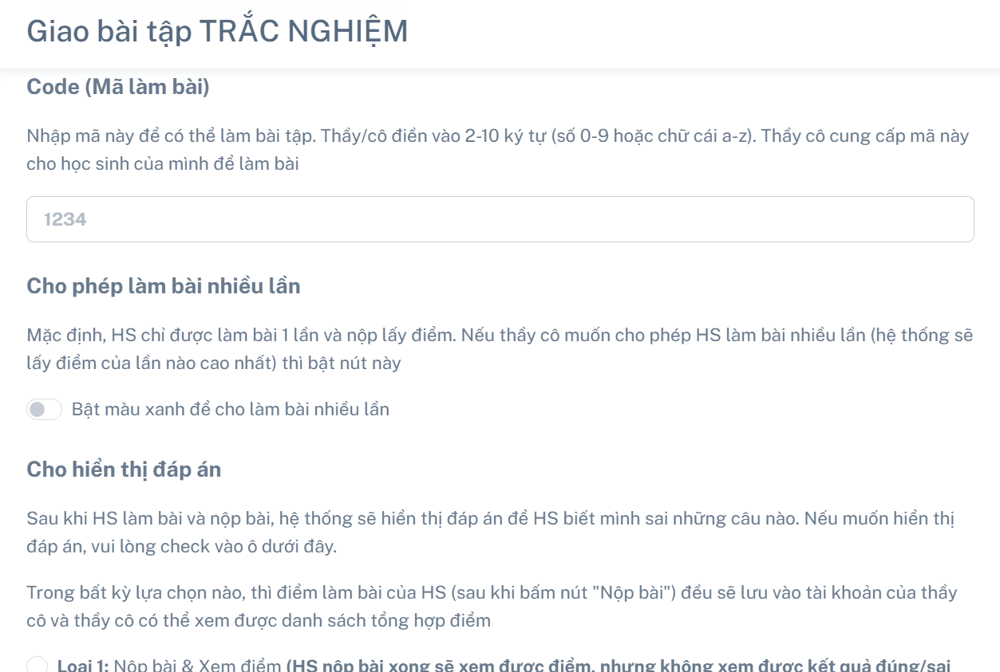 Giao bài tập TRẮC NGHIỆM
Code (Mã làm bài)
Nhập mã này để có thể làm bài tập. Thầy/cô điền vào 2-10 ký tự (số 0-9 hoặc chữ cái a-z). Thầy cô cung cấp mã này
cho học sinh của mình để làm bài
1234
Cho phép làm bài nhiều lần
Mặc định, HS chỉ được làm bài 1 lần và nộp lấy điểm. Nếu thầy cô muốn cho phép HS làm bài nhiều lần (hệ thống sẽ
lấy điểm của lần nào cao nhất) thì bật nút này
Bật màu xanh để cho làm bài nhiều lần
Cho hiển thị đáp án
Sau khi HS làm bài và nộp bài, hệ thống sẽ hiển thị đáp án để HS biết mình sai những câu nào. Nếu muốn hiển thị
đáp án, vui lòng check vào ô dưới đây.
Trong bất kỳ lựa chọn nào, thì điểm làm bài của HS (sau khi bấm nút "Nộp bài") đều sẽ lưu vào tài khoản của thầy
cô và thầy cô có thể xem được danh sách tổng hợp điểm
Loại 1: Nộp bài & Xem điểm (HS nộp bài xong sẽ xem được điểm, nhưng không xem được kết quả đúng/sai